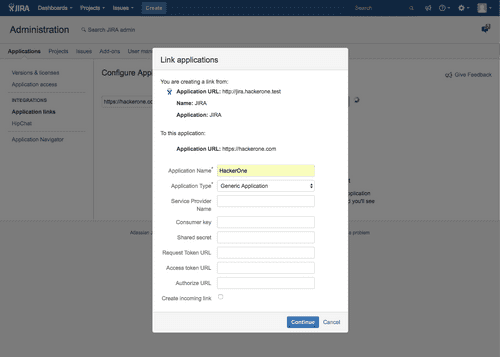 JIRA Dashboards Projects Issues Create Search
Administration Search JIRA admin
Applications Projects Issues Add-ons User man
Versions & licenses
Application access
INTEGRATIONS
Application links
HipChat
Application Navigator
Configure App
Give Feedback
https://hackerone.co
Link applications
You are creating a link from:
Application URL: http://jira.hackerone.test
Name: JIRA
Application: JIRA
To this application:
Application URL: https://hackerone.com
Application Name* HackerOne
Application Type* Generic Application
Service Provider
Name
Consumer key
Shared secret
Request Token URL
Access token URL
Authorize URL
Create incoming link
Continue Cancel
plication
d you'll see
Atlassian J
problem